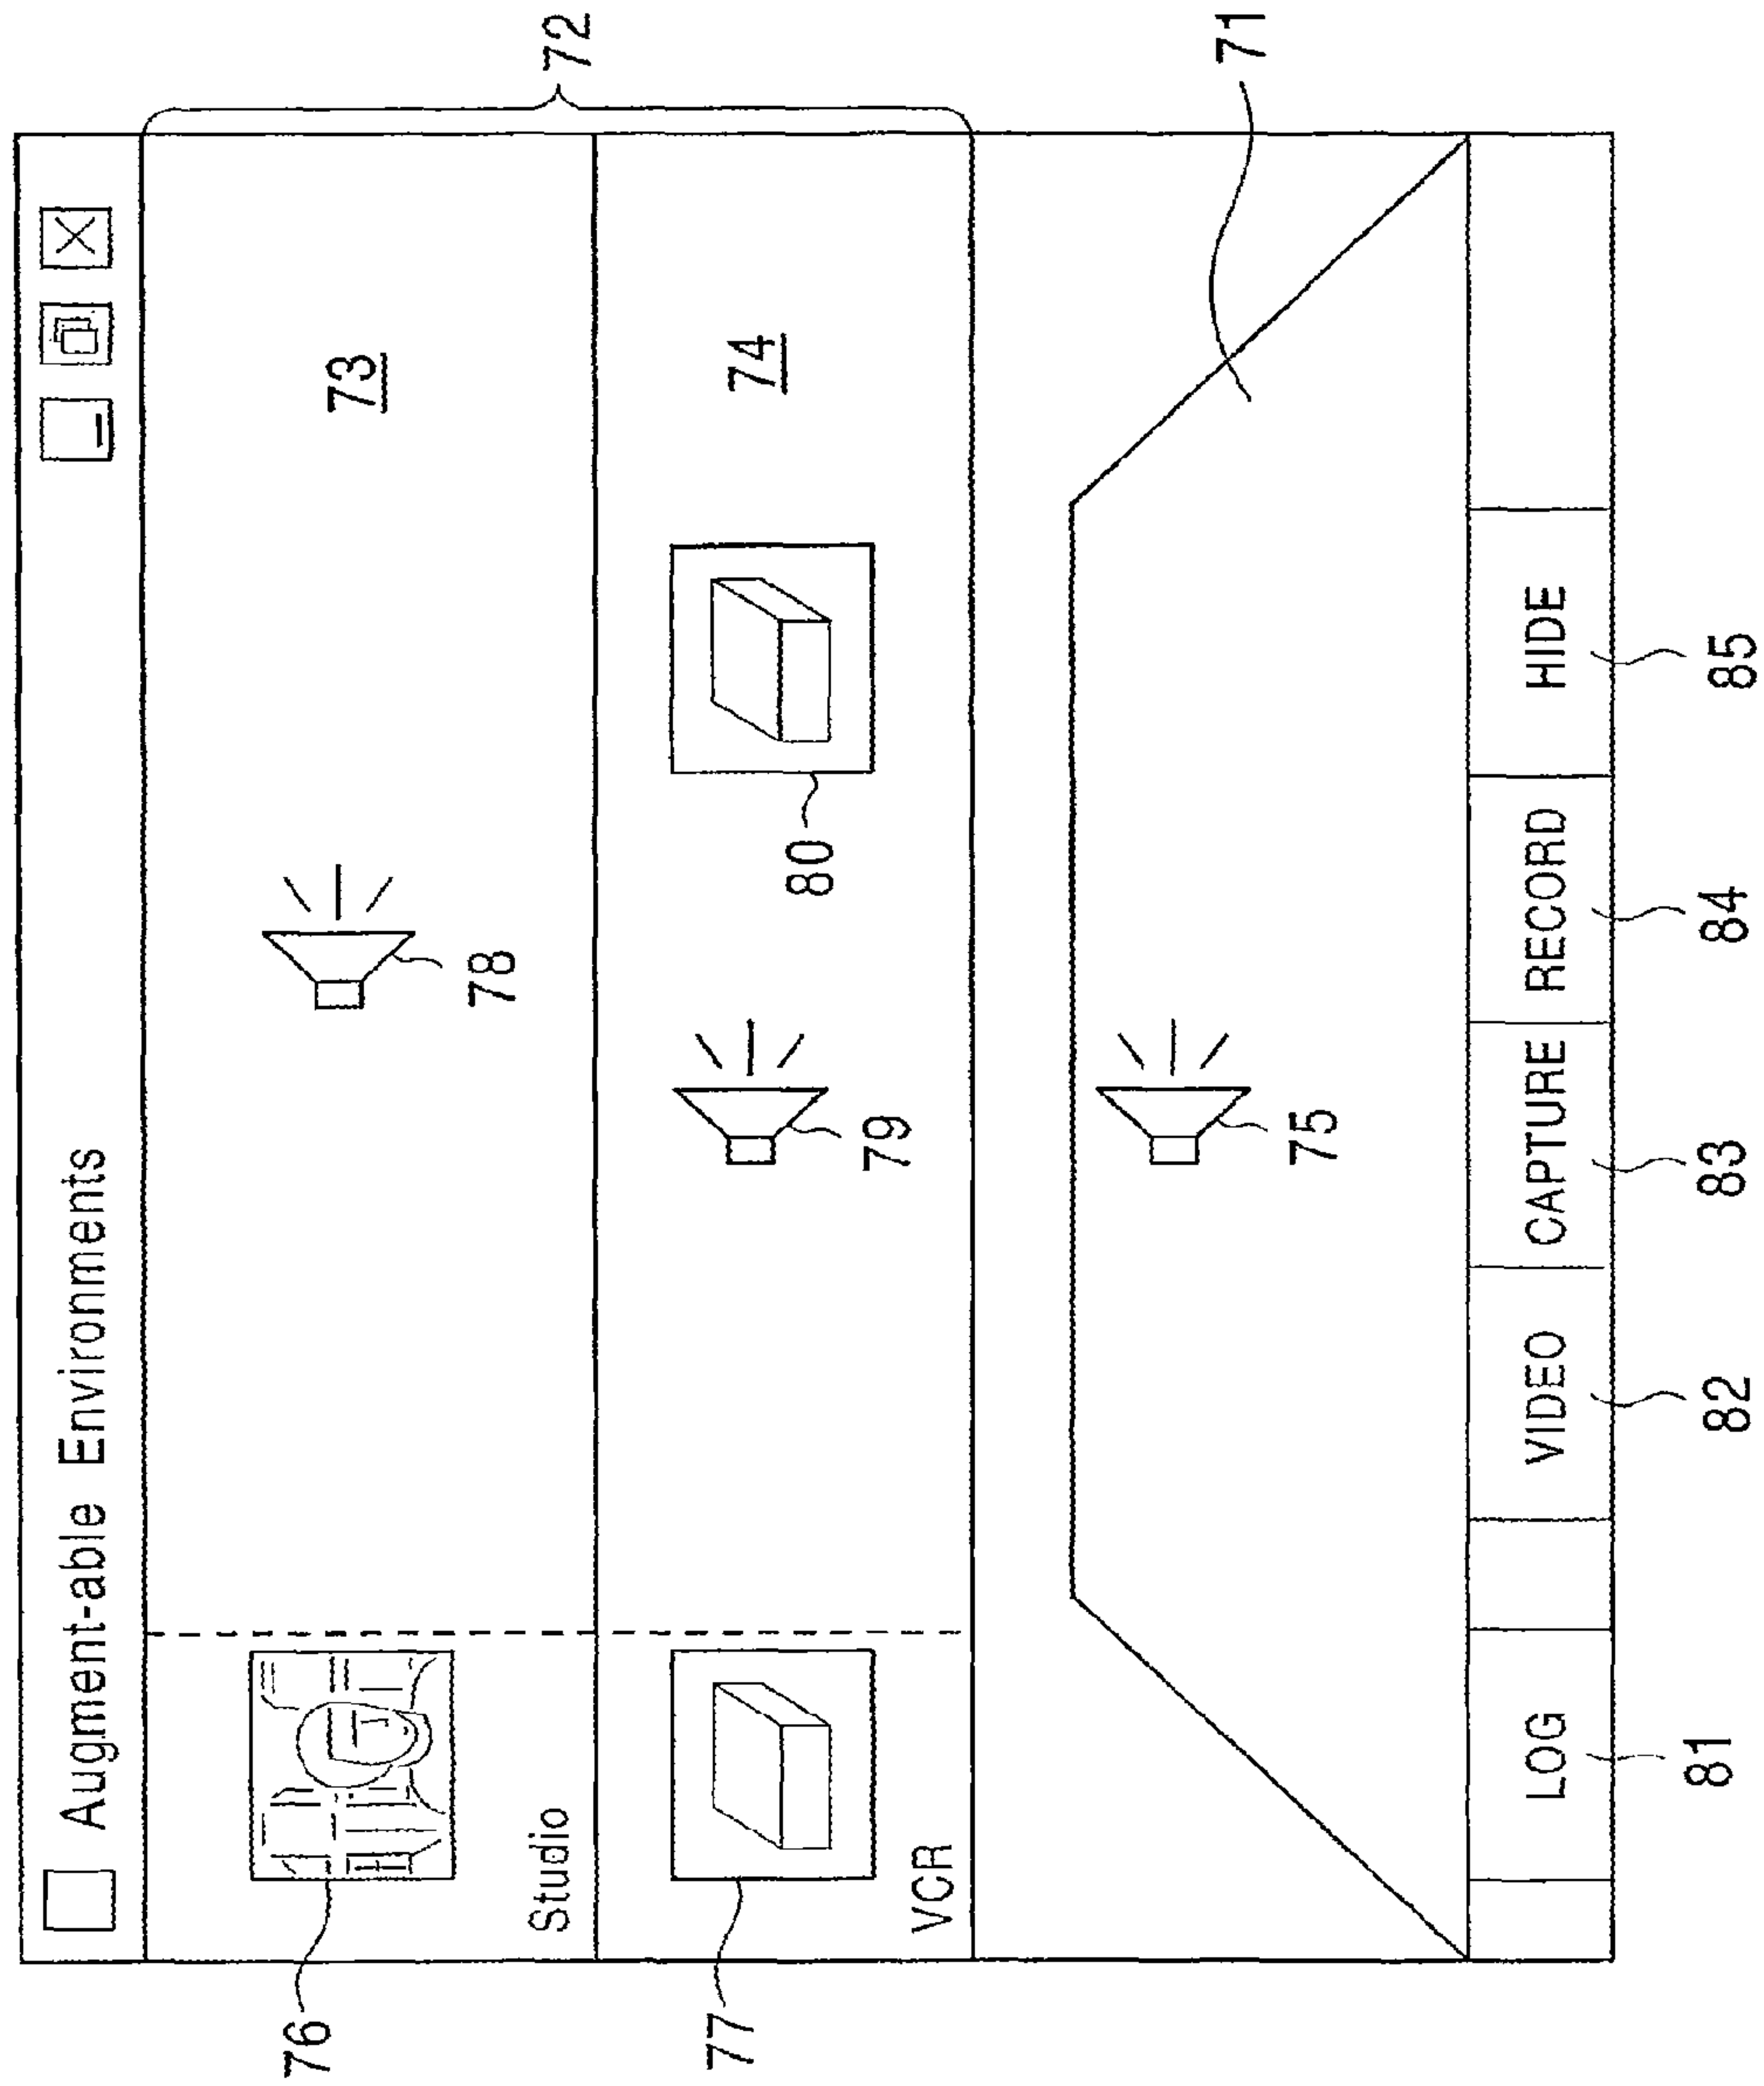 Augment-able Environments
72
76
73
78
Studio
77
74
80
79
VCR
71
75
LOG
VIDEO
CAPTURE
RECORD
HIDE
81
82
83
84
85